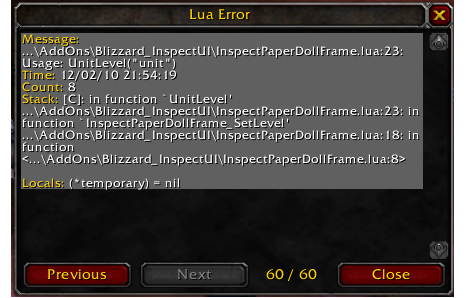 Lua Error
Message:
...\AddOns\Blizzard_InspectUI\InspectPaperDollFrame.lua:23:
Usage: UnitLevel("unit")
Time: 12/02/10 21:54:19
Count: 8
Stack: [C]: in function `UnitLevel'
...\AddOns\Blizzard_InspectUI\InspectPaperDollFrame.lua:23: in
function `InspectPaperDollFrame_SetLevel'
...\AddOns\Blizzard_InspectUI\InspectPaperDollFrame.lua:18: in
function
<...\AddOns\Blizzard_InspectUI\InspectPaperDollFrame.lua:8>
Locals: (*temporary) = nil
Previous Next 60 / 60 Close